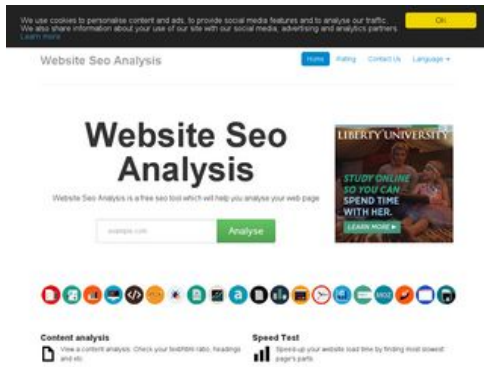 We use cookies to personalise content and ads, to provide social media features and to analyse our traffic.
We also share information about your use of our site with our social media, advertising and analytics partners.
Learn more
OK
Website Seo Analysis
Home Rating Contact Us Language
Website Seo
Analysis
Website Seo Analysis is a free seo tool which will help you analyse your web page
example.com
Analyse
LIBERTY UNIVERSITY
STUDY ONLINE
SO YOU CAN
SPEND TIME
WITH HER.
LEARN MORE
a
MOZ
Content analysis
View a content analysis. Check your text/html ratio, headings
and etc.
Speed Test
Speed up your website load time by finding most slowest
page's parts.